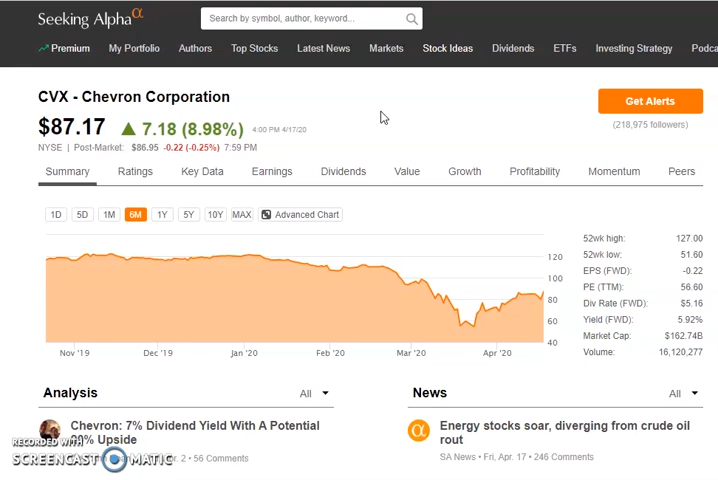 Seeking Alpha α
Search by symbol, author, keyword...
Premium My Portfolio Authors Top Stocks Latest News Markets Stock Ideas Dividends ETFs Investing Strategy Podca
CVX - Chevron Corporation
Get Alerts
$87.17 7.18 (8.98%) 4:00 PM 4/17/20
(218,975 followers)
NYSE | Post-Market: $86.95 -0.22 (-0.25%) 7:59 PM
Summary Ratings Key Data Earnings Dividends Value Growth Profitability Momentum Peers
1D 5D 1M 6M 1Y 5Y 10Y MAX Advanced Chart
120
100
80
60
40
Nov '19 Dec '19 Jan '20 Feb '20 Mar '20 Apr '20
52wk high: 127.00
52wk low: 51.60
EPS (FWD): -0.22
PE (TTM): 56.60
Div Rate (FWD): $5.16
Yield (FWD): 5.92%
Market Cap: $162.74B
Volume: 16,120,277
Analysis All
Chevron: 7% Dividend Yield With A Potential
Upside
Apr. 2 • 56 Comments
News All
α
Energy stocks soar, diverging from crude oil
rout
SA News • Fri, Apr. 17 • 246 Comments
RECORDED WITH
SCREENCAST MATIC